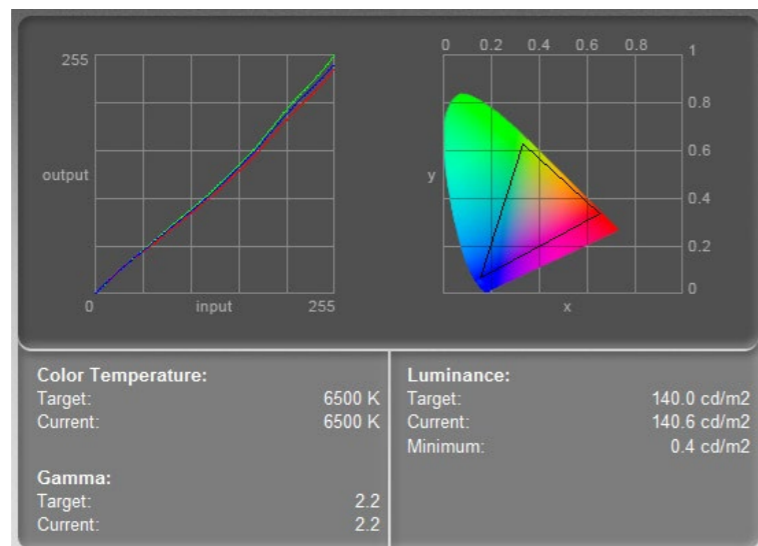 255
output
0
input
255
0
0.2
0.4
0.6
0.8
1
0.8
0.6
0.4
0.2
0
y
x
Color Temperature:
Target: 6500 K
Current: 6500 K
Gamma:
Target: 2.2
Current: 2.2
Luminance:
Target: 140.0 cd/m2
Current: 140.6 cd/m2
Minimum: 0.4 cd/m2